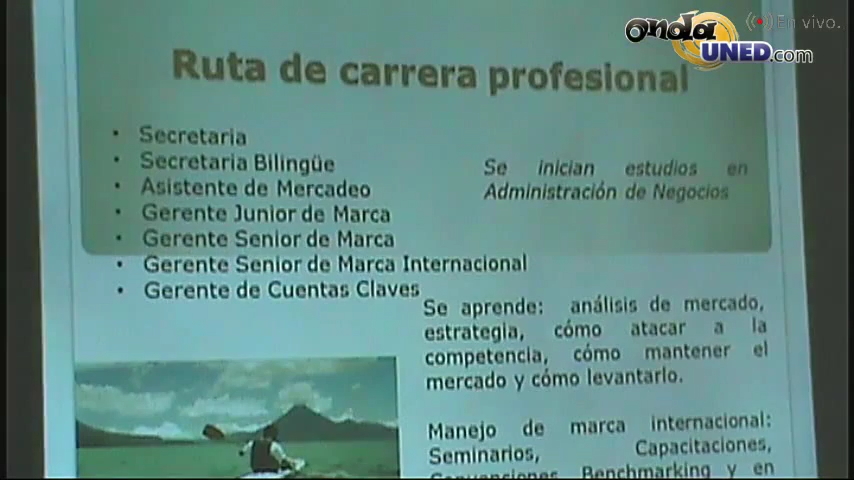 onda UNED.com
En vivo.
Ruta de carrera profesional
• Secretaria
• Secretaria Bilingüe
• Asistente de Mercadeo
• Gerente Junior de Marca
• Gerente Senior de Marca
• Gerente Senior de Marca Internacional
• Gerente de Cuentas Claves
Se inician estudios en
Administración de Negocios
Se aprende: análisis de mercado,
estrategia, cómo atacar a la
competencia, cómo mantener el
mercado y cómo levantarlo.
Manejo de marca internacional:
Seminarios, Capacitaciones,
Convenciones, Benchmarking y en